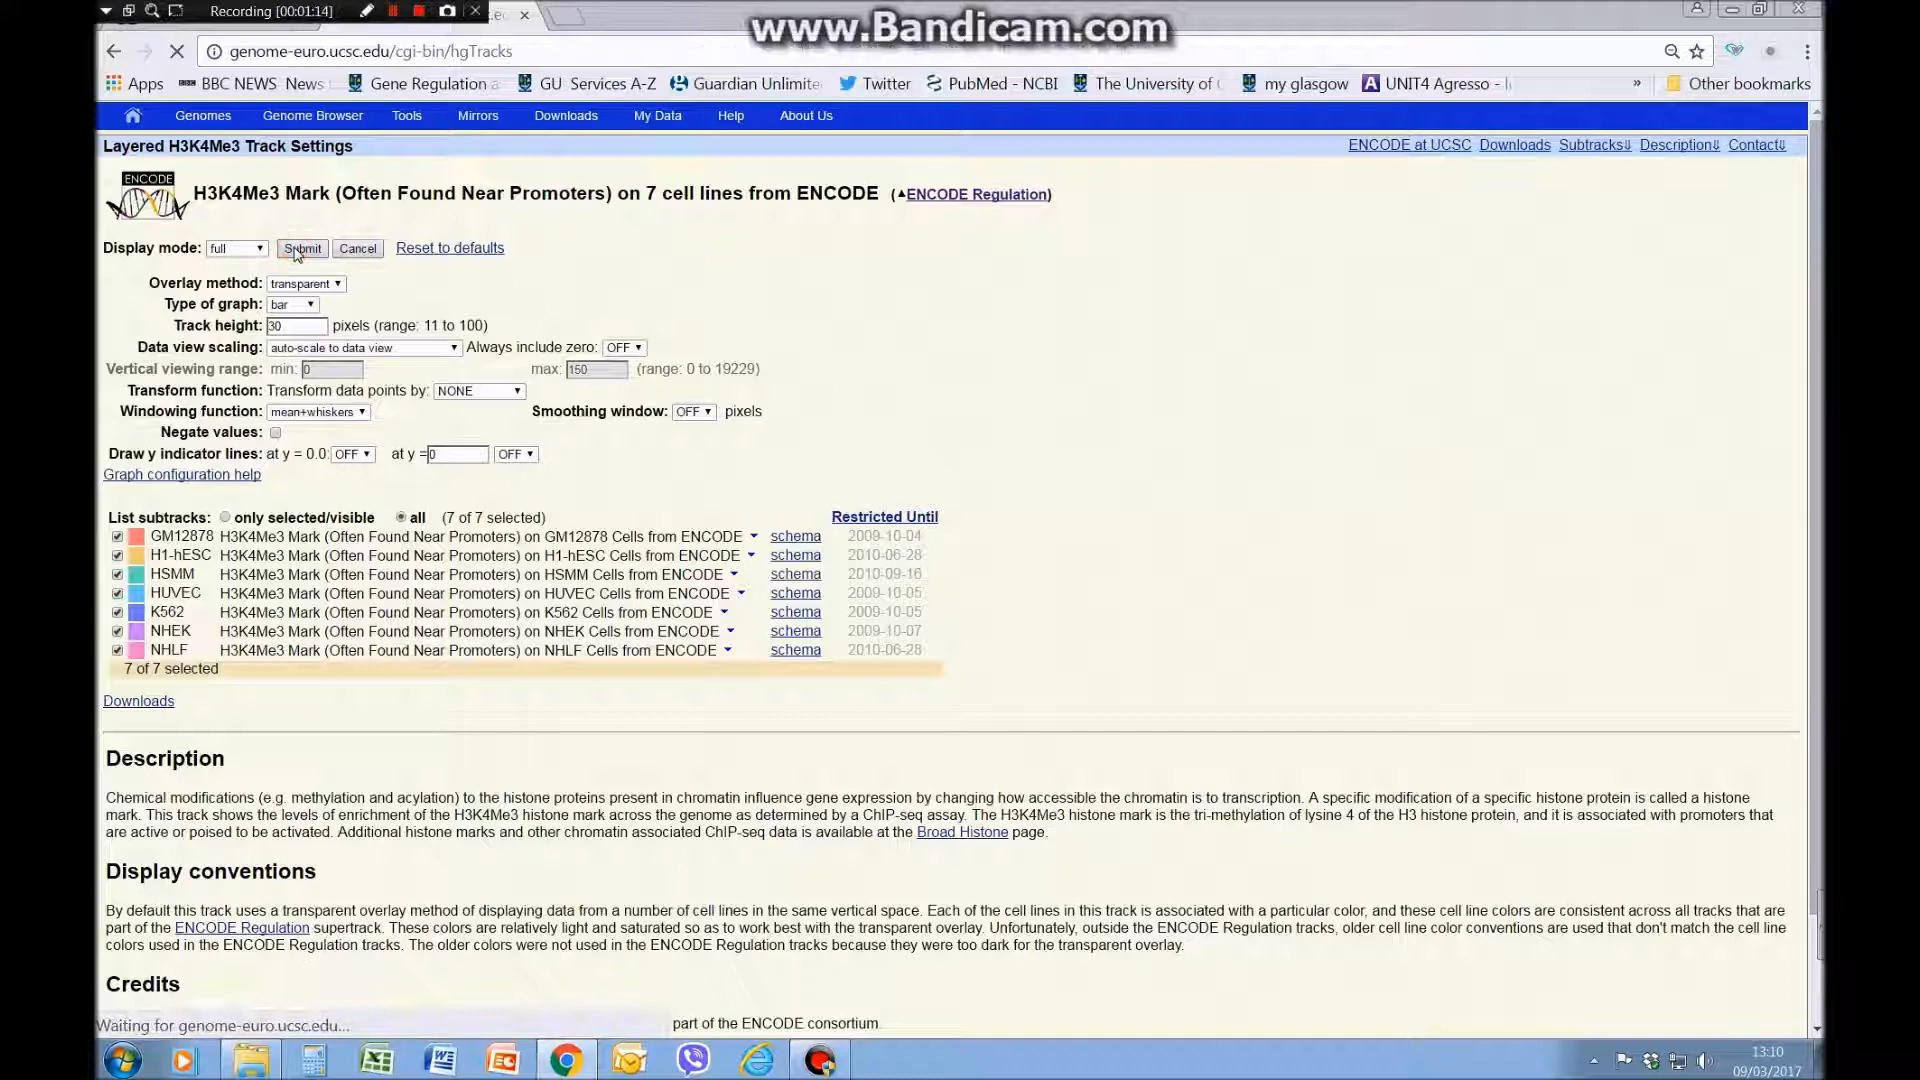 Recording [00:01:14]
www.Bandicam.com
genome-euro.ucsc.edu/cgi-bin/hgTracks
Apps BBC NEWS News Gene Regulation a GU Services A-Z Guardian Unlimite Twitter PubMed - NCBI The University of my glasgow UNIT4 Agresso - » Other bookmarks
Genomes Genome Browser Tools Mirrors Downloads My Data Help About Us
Layered H3K4Me3 Track Settings ENCODE at UCSC Downloads Subtracks⇓ Description⇓ Contact⇓
ENCODE
H3K4Me3 Mark (Often Found Near Promoters) on 7 cell lines from ENCODE (▲ENCODE Regulation)
Display mode: full Submit Cancel Reset to defaults
Overlay method: transparent
Type of graph: bar
Track height: 30 pixels (range: 11 to 100)
Data view scaling: auto-scale to data view Always include zero: OFF
Vertical viewing range: min: 0 max: 150 (range: 0 to 19229)
Transform function: Transform data points by: NONE
Windowing function: mean+whiskers Smoothing window: OFF pixels
Negate values:
Draw y indicator lines: at y = 0.0: OFF at y = 0 OFF
Graph configuration help
List subtracks: only selected/visible all (7 of 7 selected) Restricted Until
GM12878 H3K4Me3 Mark (Often Found Near Promoters) on GM12878 Cells from ENCODE schema 2009-10-04
H1-hESC H3K4Me3 Mark (Often Found Near Promoters) on H1-hESC Cells from ENCODE schema 2010-06-28
HSMM H3K4Me3 Mark (Often Found Near Promoters) on HSMM Cells from ENCODE schema 2010-09-16
HUVEC H3K4Me3 Mark (Often Found Near Promoters) on HUVEC Cells from ENCODE schema 2009-10-05
K562 H3K4Me3 Mark (Often Found Near Promoters) on K562 Cells from ENCODE schema 2009-10-05
NHEK H3K4Me3 Mark (Often Found Near Promoters) on NHEK Cells from ENCODE schema 2009-10-07
NHLF H3K4Me3 Mark (Often Found Near Promoters) on NHLF Cells from ENCODE schema 2010-06-28
7 of 7 selected
Downloads
Description
Chemical modifications (e.g. methylation and acylation) to the histone proteins present in chromatin influence gene expression by changing how accessible the chromatin is to transcription. A specific modification of a specific histone protein is called a histone
mark. This track shows the levels of enrichment of the H3K4Me3 histone mark across the genome as determined by a ChIP-seq assay. The H3K4Me3 histone mark is the tri-methylation of lysine 4 of the H3 histone protein, and it is associated with promoters that
are active or poised to be activated. Additional histone marks and other chromatin associated ChIP-seq data is available at the Broad Histone page.
Display conventions
By default this track uses a transparent overlay method of displaying data from a number of cell lines in the same vertical space. Each of the cell lines in this track is associated with a particular color, and these cell line colors are consistent across all tracks that are
part of the ENCODE Regulation supertrack. These colors are relatively light and saturated so as to work best with the transparent overlay. Unfortunately, outside the ENCODE Regulation tracks, older cell line color conventions are used that don't match the cell line
colors used in the ENCODE Regulation tracks. The older colors were not used in the ENCODE Regulation tracks because they were too dark for the transparent overlay.
Credits
Waiting for genome-euro.ucsc.edu... part of the ENCODE consortium
13:10
09/03/2017